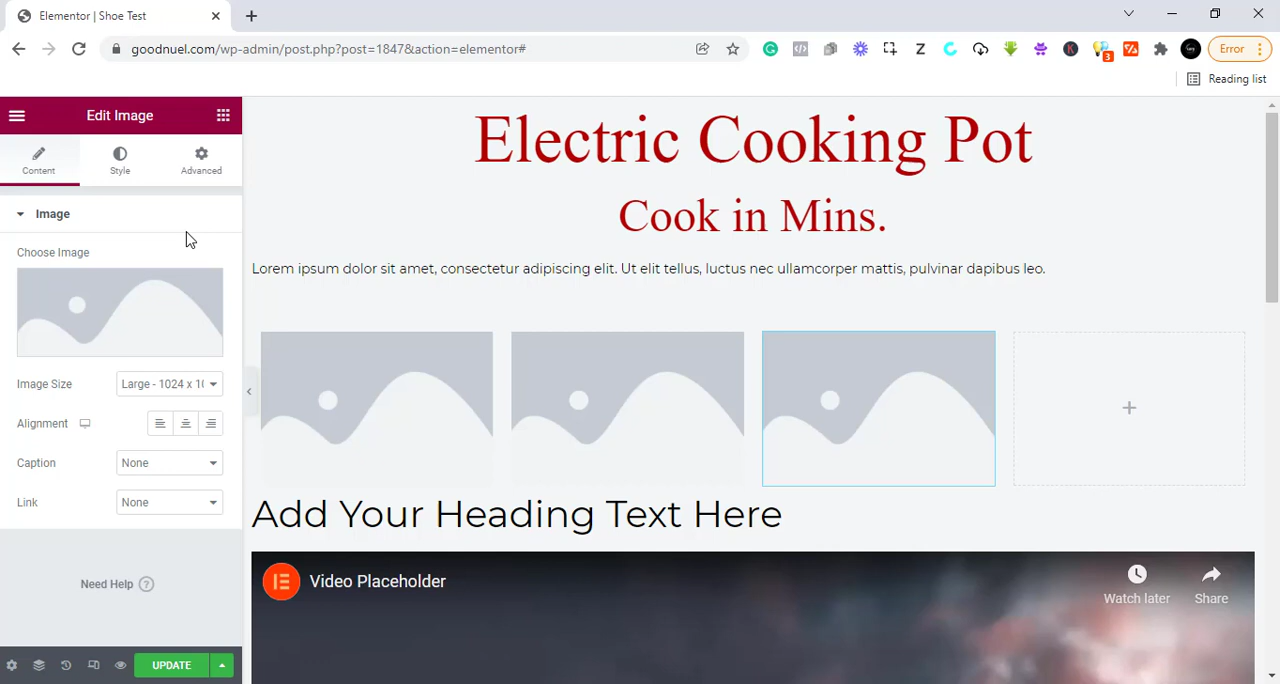 Elementor | Shoe Test
goodnuel.com/wp-admin/post.php?post=1847&action=elementor#
Z
K
3
Error
Reading list
Edit Image
Content Style Advanced
Image
Choose Image
Image Size Large - 1024 x 10
Alignment
Caption None
Link None
Need Help ?
UPDATE
Electric Cooking Pot
Cook in Mins.
Lorem ipsum dolor sit amet, consectetur adipiscing elit. Ut elit tellus, luctus nec ullamcorper mattis, pulvinar dapibus leo.
Add Your Heading Text Here
Video Placeholder
Watch later Share